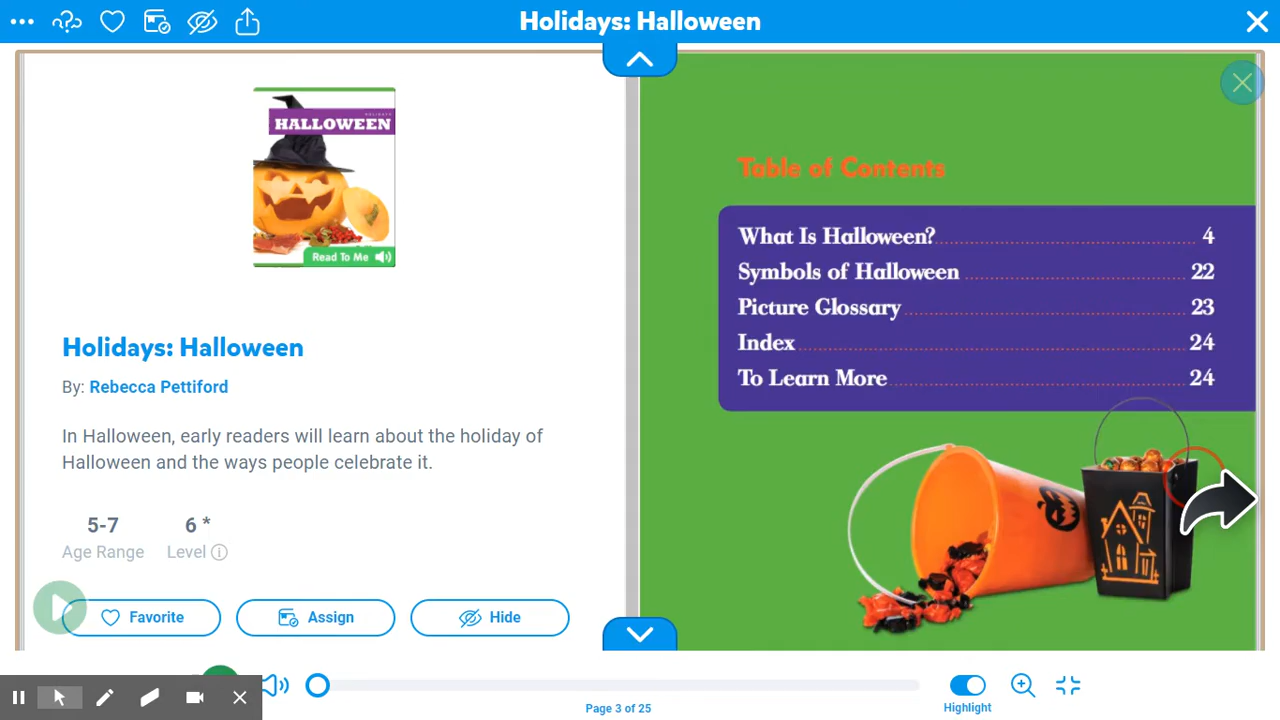 Holidays: Halloween
HOLIDAYS
HALLOWEEN
Read To Me
Holidays: Halloween
By: Rebecca Pettiford
In Halloween, early readers will learn about the holiday of
Halloween and the ways people celebrate it.
5-7
6 *
Age Range
Level
Favorite
Assign
Hide
Table of Contents
What Is Halloween? 4
Symbols of Halloween 22
Picture Glossary 23
Index 24
To Learn More 24
Page 3 of 25
Highlight